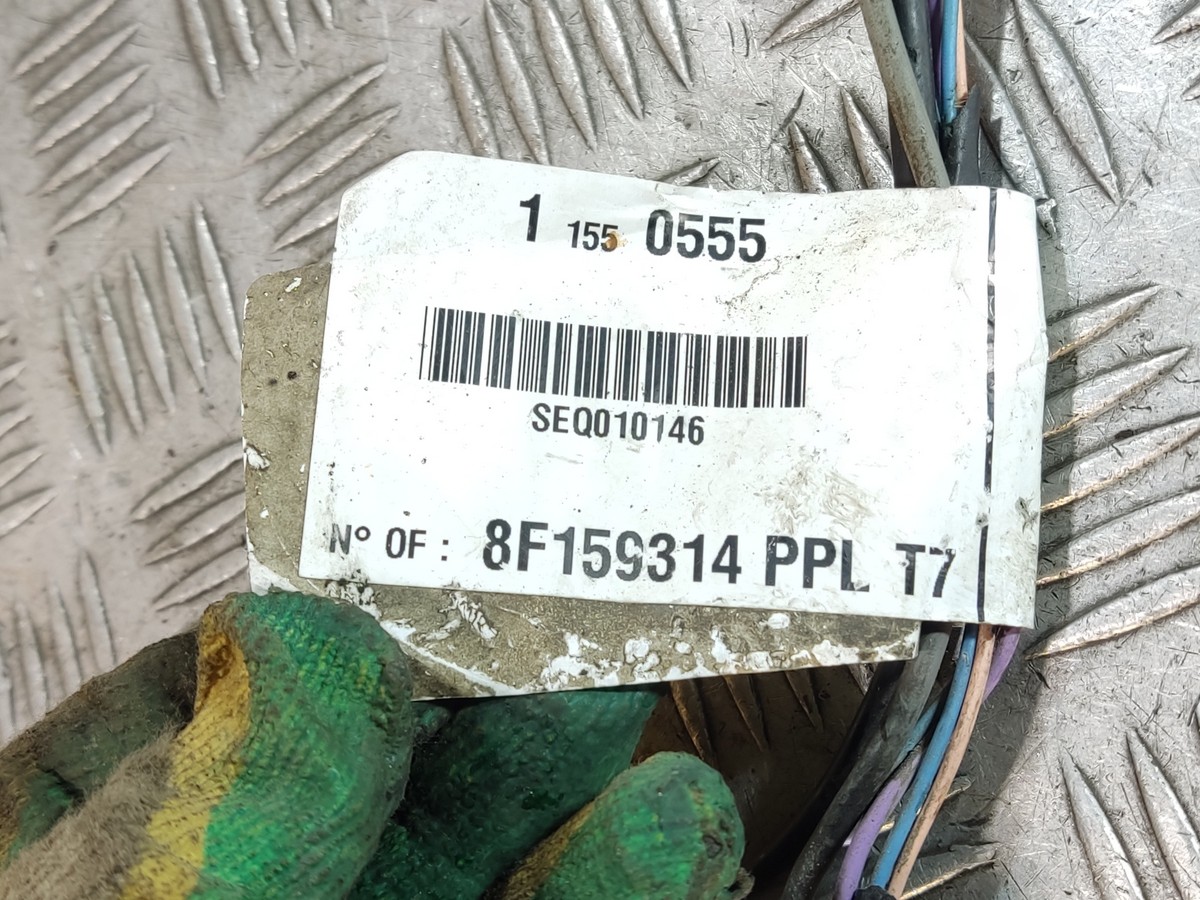 1 155 0555
SEQ010146
N° OF : 8F159314 PPL T7